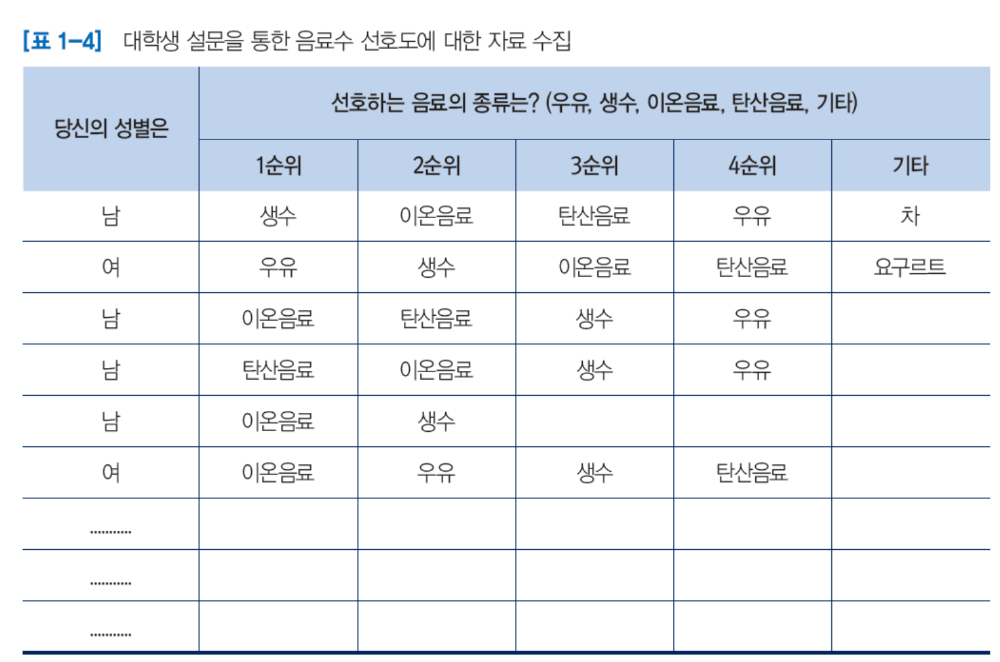 [표 1-4] 대학생 설문을 통한 음료수 선호도에 대한 자료 수집
당신의 성별은 선호하는 음료의 종류는? (우유, 생수, 이온음료, 탄산음료, 기타)
1순위 2순위 3순위 4순위 기타
남 생수 이온음료 탄산음료 우유 차
여 우유 생수 이온음료 탄산음료 요구르트
남 이온음료 탄산음료 생수 우유
남 탄산음료 이온음료 생수 우유
남 이온음료 생수
여 이온음료 우유 생수 탄산음료
...........
...........
...........